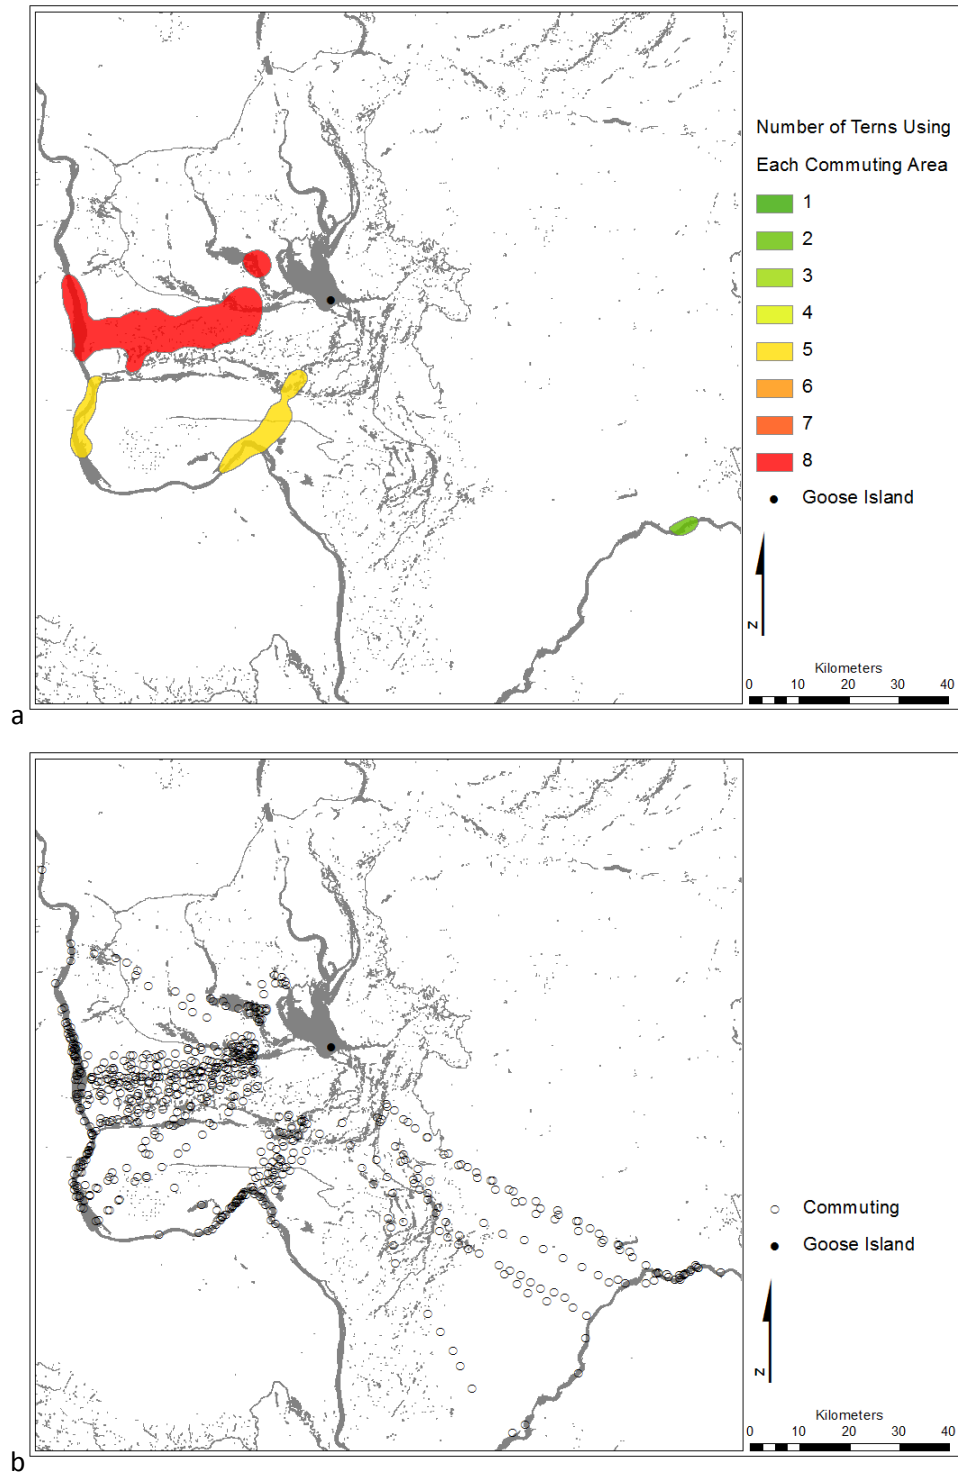 Number of Terns Using
Each Commuting Area
1
2
3
4
5
6
7
8
Goose Island
N
Kilometers
0 10 20 30 40
a
Commuting
Goose Island
N
Kilometers
0 10 20 30 40
b